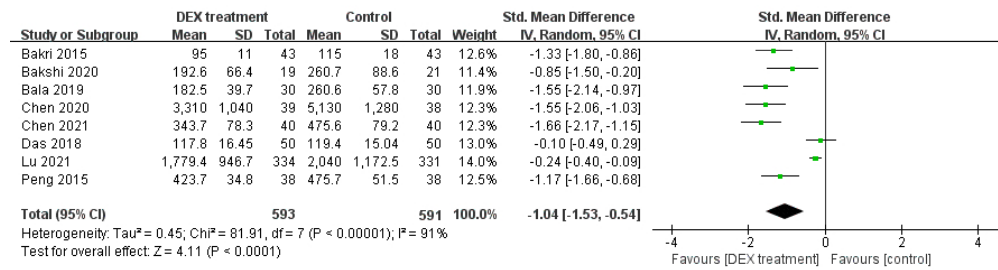 DEX treatment Control Std. Mean Difference Std. Mean Difference
Study or Subgroup Mean SD Total Mean SD Total Weight IV, Random, 95% CI IV, Random, 95% CI
Bakri 2015 95 11 43 115 18 43 12.6% -1.33 [-1.80, -0.86]
Bakshi 2020 192.6 66.4 19 260.7 88.6 21 11.4% -0.85 [-1.50, -0.20]
Bala 2019 182.5 39.7 30 260.6 57.8 30 11.8% -1.55 [-2.14, -0.97]
Chen 2020 3,310 1,040 39 5,130 1,280 38 12.3% -1.55 [-2.06, -1.03]
Chen 2021 343.7 78.3 40 475.6 79.2 40 12.3% -1.66 [-2.17, -1.15]
Das 2018 117.8 16.45 50 119.4 15.04 50 13.0% -0.10 [-0.49, 0.29]
Lu 2021 1,779.4 946.7 334 2,040 1,172.5 331 14.0% -0.24 [-0.40, -0.09]
Peng 2015 423.7 34.8 38 475.7 51.5 38 12.5% -1.17 [-1.66, -0.68]
Total (95% CI) 593 591 100.0% -1.04 [-1.53, -0.54]
Heterogeneity: Tau² = 0.45; Chi² = 81.91, df = 7 (P < 0.00001); I² = 91%
Test for overall effect: Z = 4.11 (P < 0.0001)
-4 -2 0 2 4
Favours [DEX treatment] Favours [control]